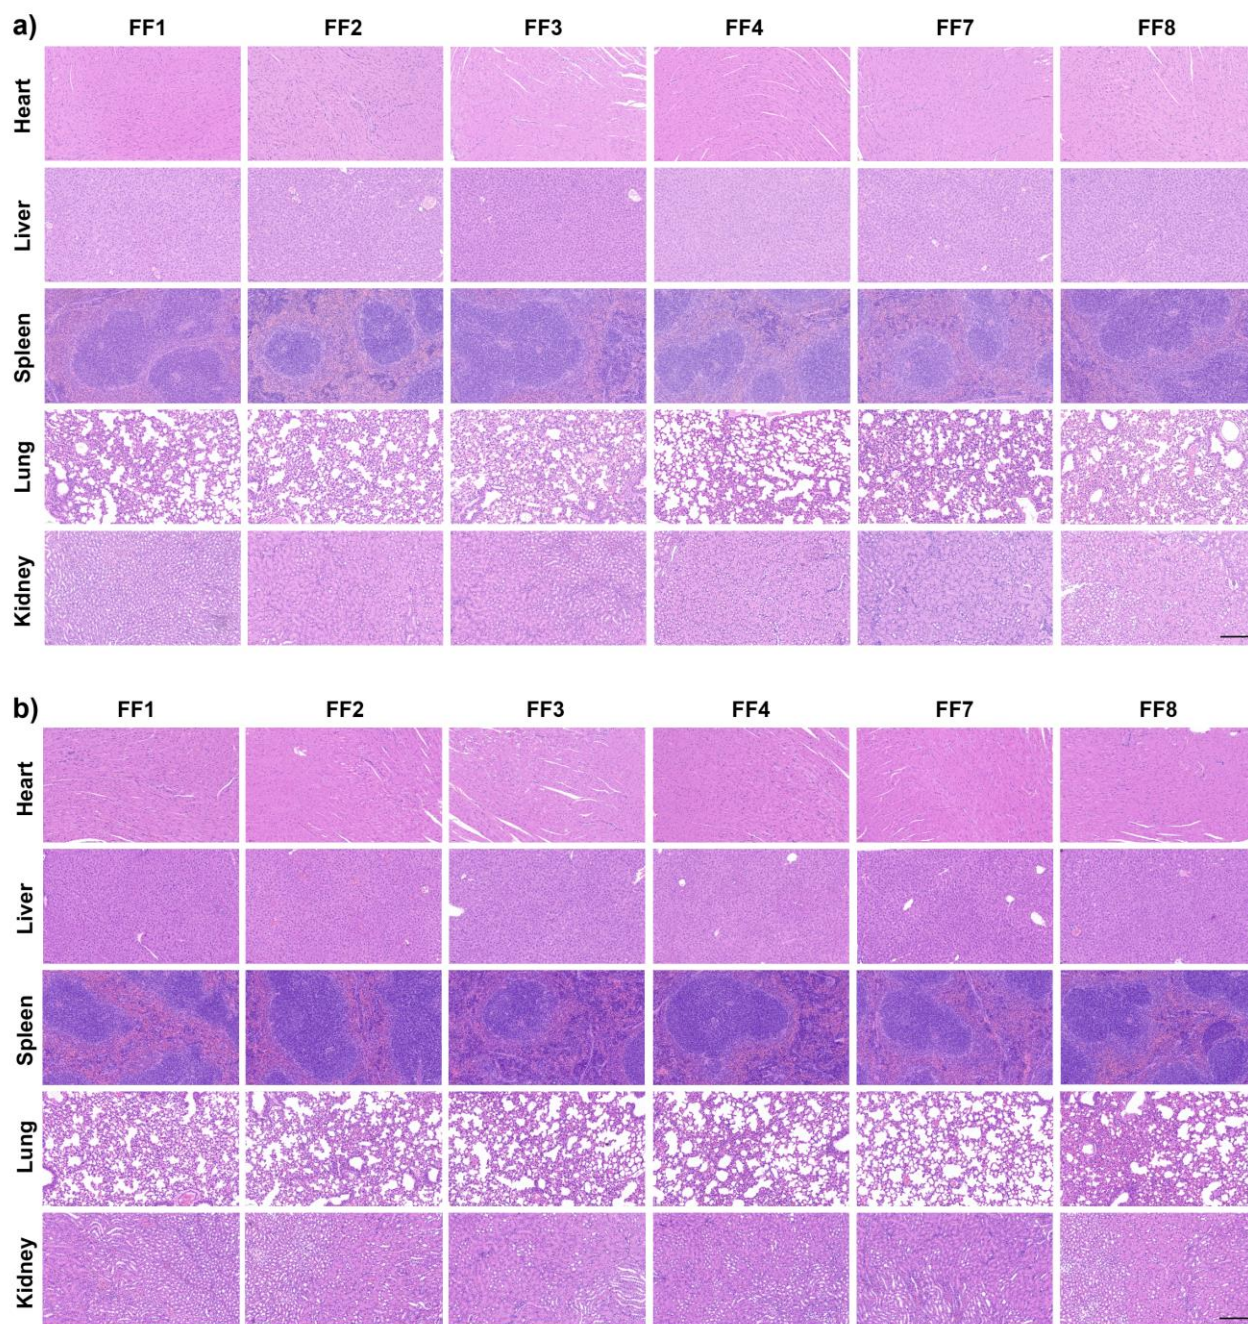 a)
FF1 FF2 FF3 FF4 FF7 FF8
Heart
Liver
Spleen
Lung
Kidney
b)
FF1 FF2 FF3 FF4 FF7 FF8
Heart
Liver
Spleen
Lung
Kidney